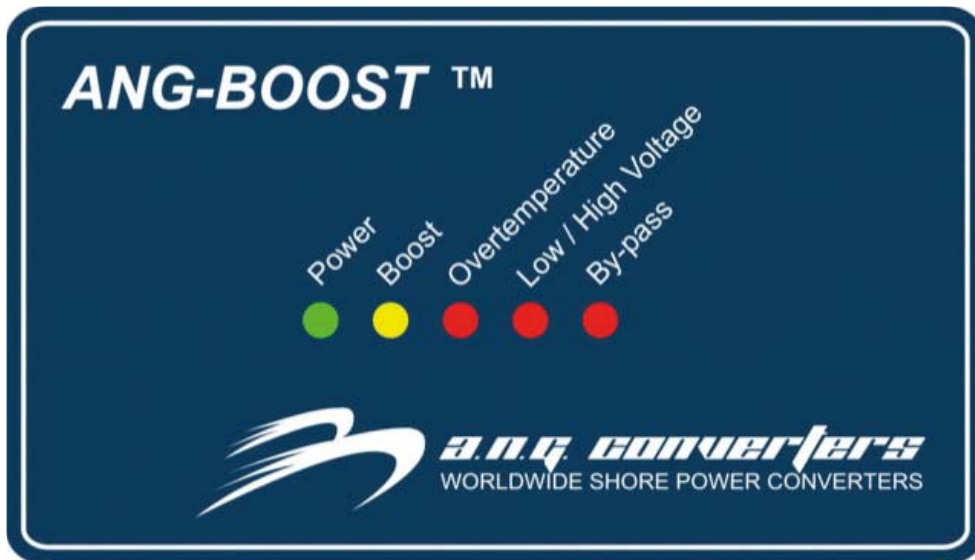 ANG-BOOST ™
Power
Boost
Overtemperature
Low / High Voltage
By-pass
a.n.g. converters
WORLDWIDE SHORE POWER CONVERTERS